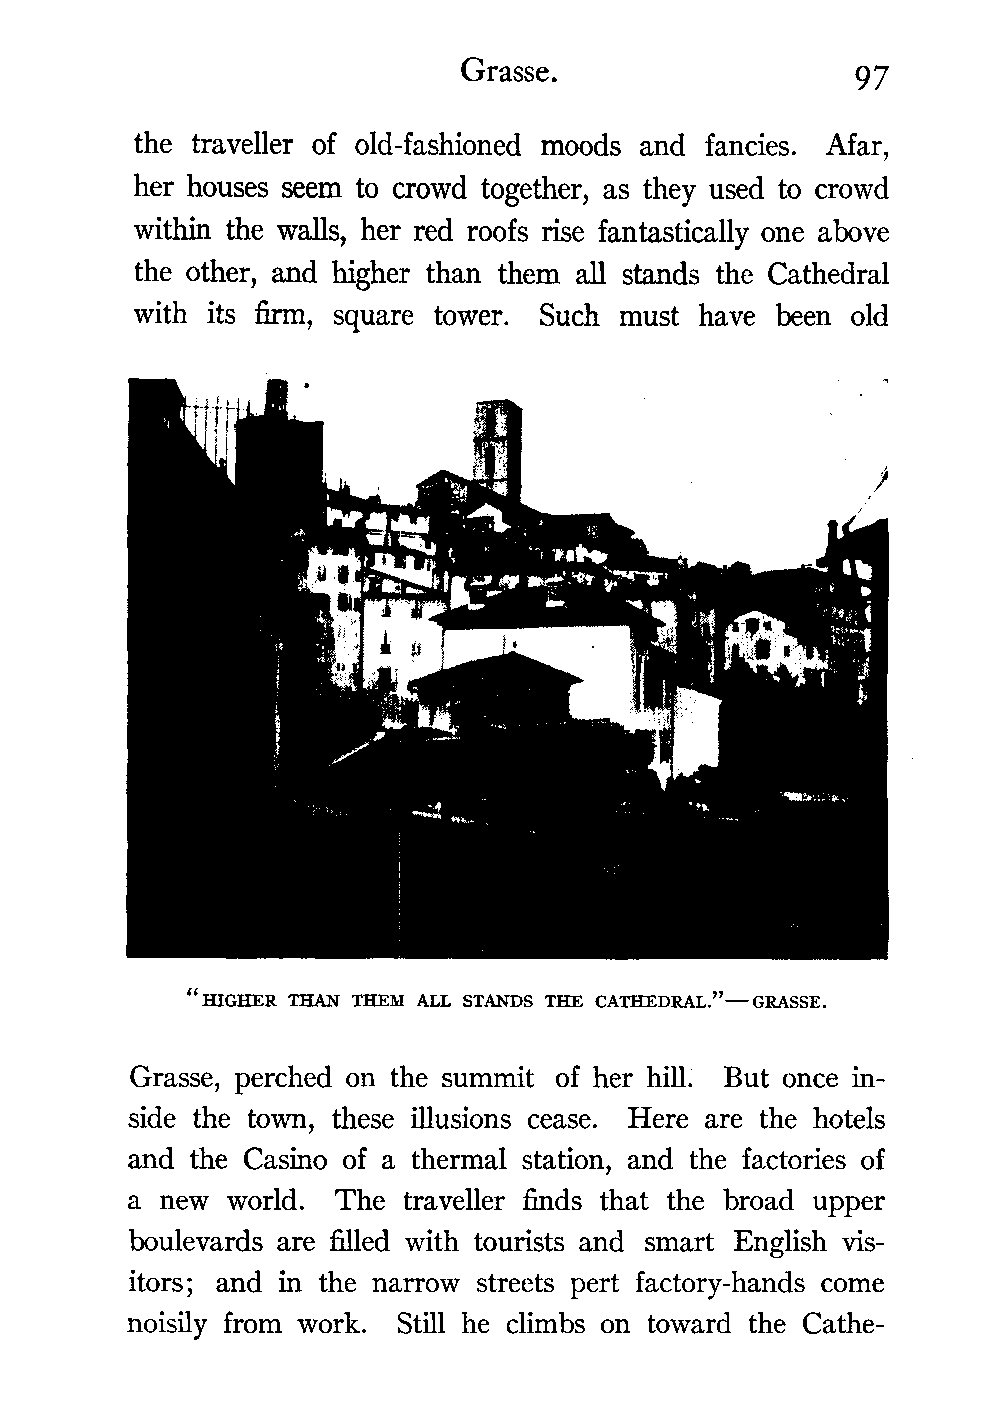 Grasse.
97
the traveller of old-fashioned moods and fancies. Afar,
her houses seem to crowd together, as they used to crowd
within the walls, her red roofs rise fantastically one above
the other, and higher than them all stands the Cathedral
with its firm, square tower. Such must have been old
“HIGHER THAN THEM ALL STANDS THE CATHEDRAL.”—GRASSE.
Grasse, perched on the summit of her hill. But once in-
side the town, these illusions cease. Here are the hotels
and the Casino of a thermal station, and the factories of
a new world. The traveller finds that the broad upper
boulevards are filled with tourists and smart English vis-
itors; and in the narrow streets pert factory-hands come
noisily from work. Still he climbs on toward the Cathe-